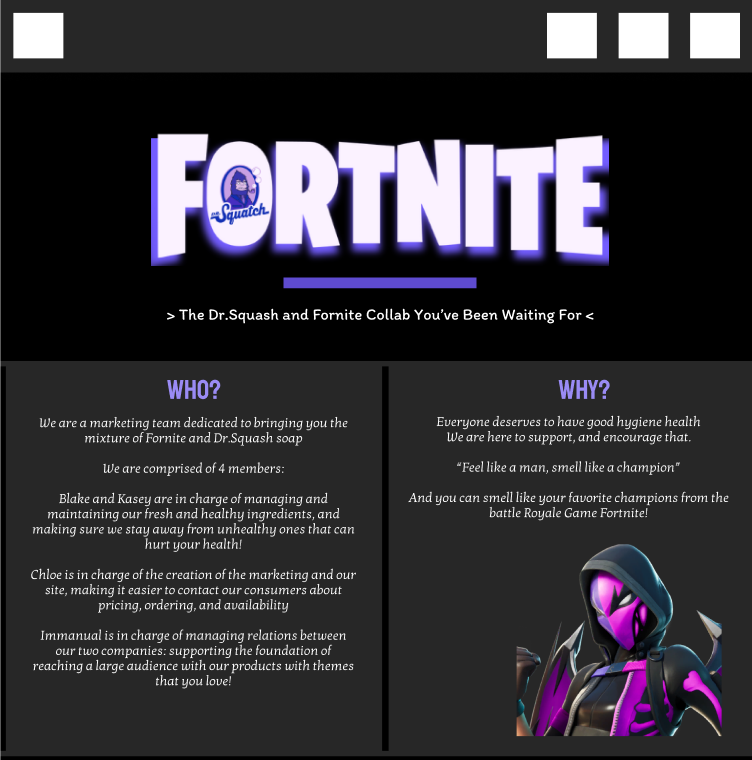 FORTNITE
DR. Squatch
> The Dr.Squash and Fornite Collab You've Been Waiting For <
WHO?
We are a marketing team dedicated to bringing you the
mixture of Fornite and Dr.Squash soap
We are comprised of 4 members:
Blake and Kasey are in charge of managing and
maintaining our fresh and healthy ingredients, and
making sure we stay away from unhealthy ones that can
hurt your health!
Chloe is in charge of the creation of the marketing and our
site, making it easier to contact our consumers about
pricing, ordering, and availability
Immanual is in charge of managing relations between
our two companies: supporting the foundation of
reaching a large audience with our products with themes
that you love!
WHY?
Everyone deserves to have good hygiene health
We are here to support, and encourage that.
“Feel like a man, smell like a champion”
And you can smell like your favorite champions from the
battle Royale Game Fortnite!